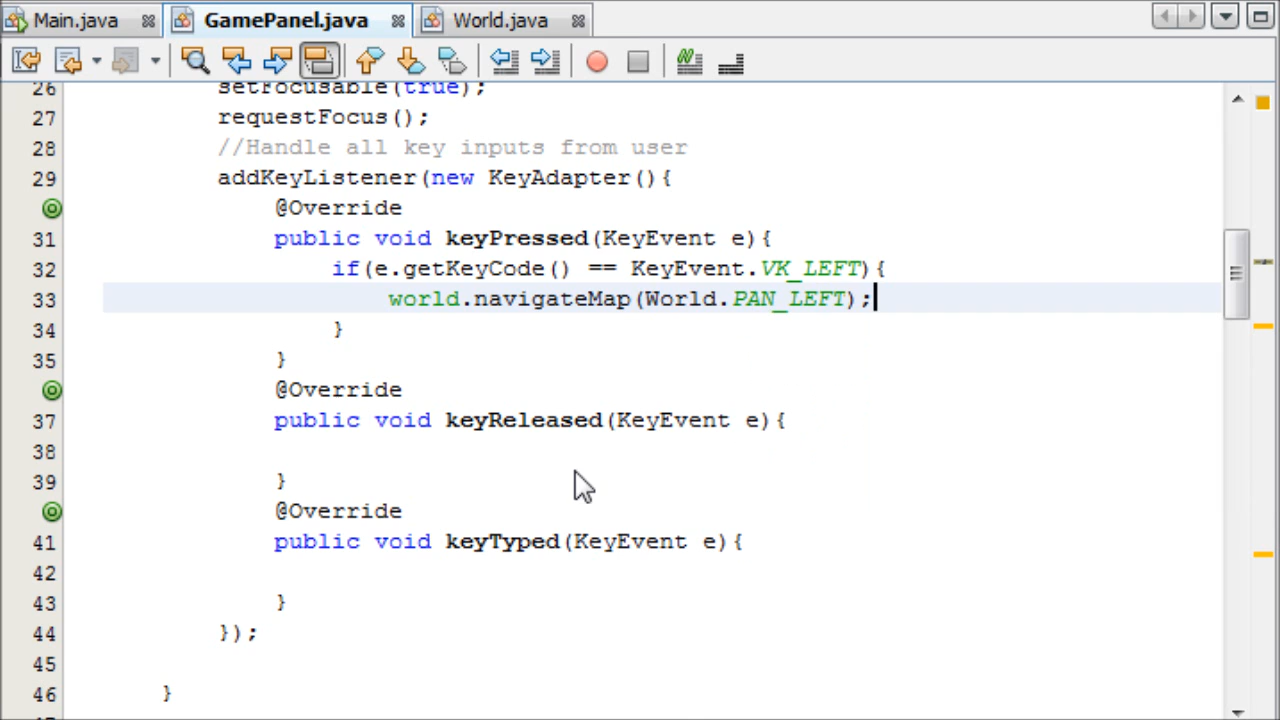 Main.java GamePanel.java World.java
26 setFocusable(true);
27 requestFocus();
28 //Handle all key inputs from user
29 addKeyListener(new KeyAdapter(){
@Override
31 public void keyPressed(KeyEvent e){
32 if(e.getKeyCode() == KeyEvent.VK_LEFT){
33 world.navigateMap(World.PAN_LEFT);
34 }
35 }
@Override
37 public void keyReleased(KeyEvent e){
38
39 }
@Override
41 public void keyTyped(KeyEvent e){
42
43 }
44 });
45
46 }